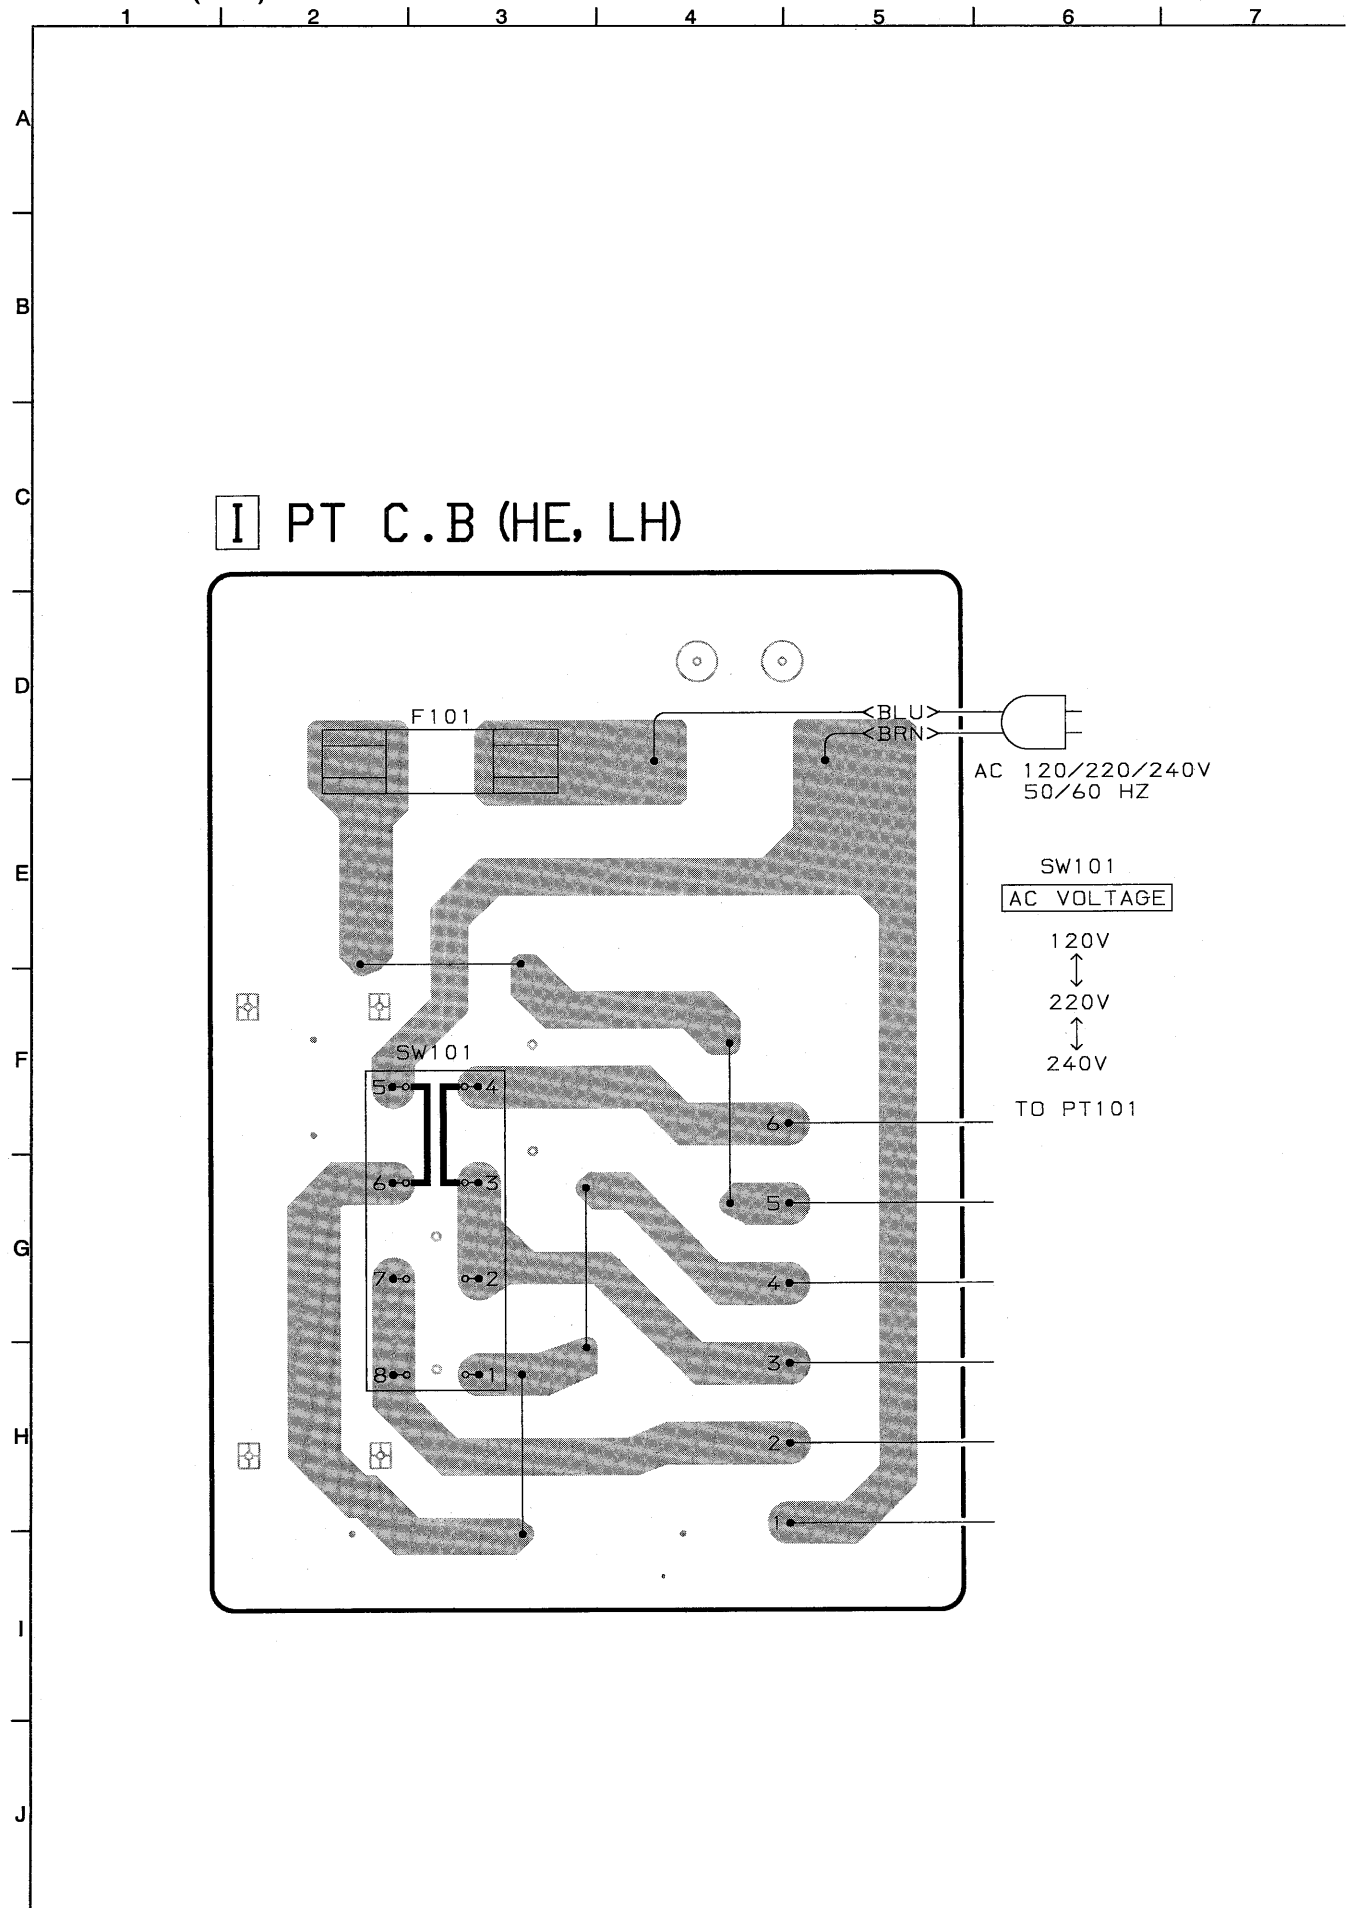 1 2 3 4 5 6 7
A
B
C
I PT C.B (HE, LH)
D
F101
BLU
BRN
AC 120/220/240V
50/60 HZ
E
SW101
AC VOLTAGE
120V
220V
240V
TO PT101
F
SW101
5 4
6
6 3
5
G
7 2
4
8 1
3
H
2
1
I
J